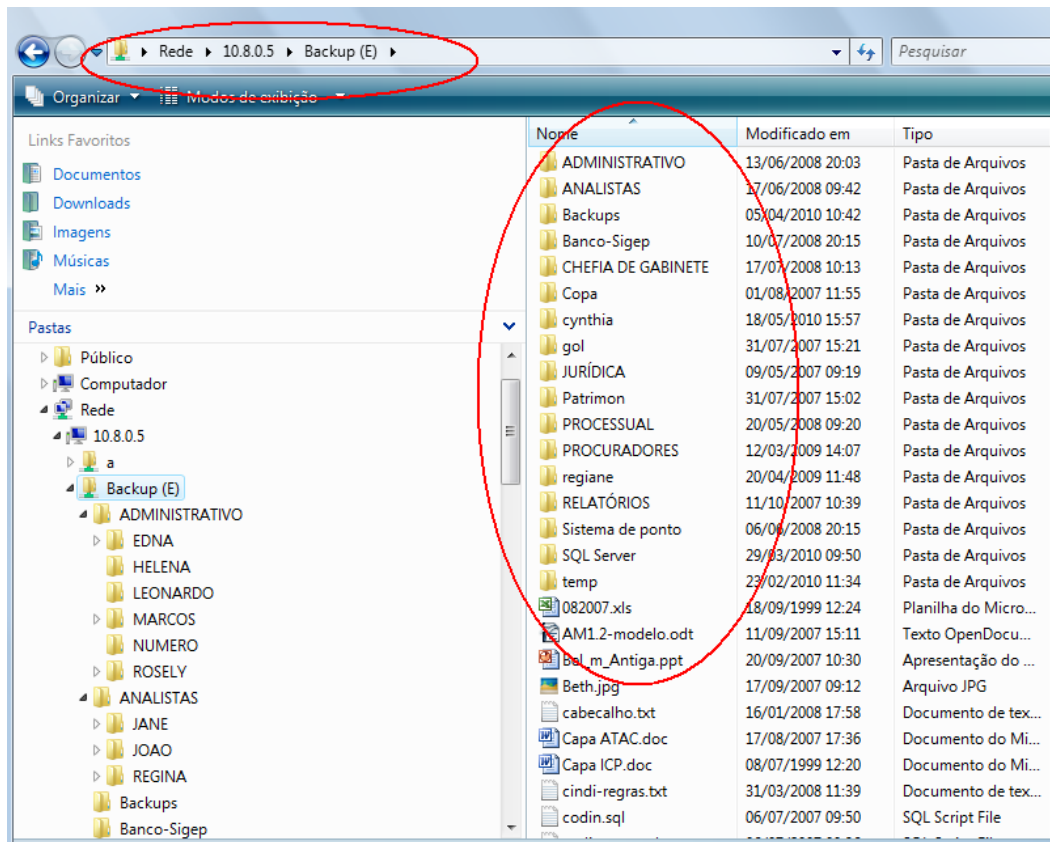 Rede 10.8.0.5 Backup (E) Pesquisar
Organizar Modos de exibição
Links Favoritos
Documentos
Downloads
Imagens
Músicas
Mais »
Pastas
Público
Computador
Rede
10.8.0.5
a
Backup (E)
ADMINISTRATIVO
EDNA
HELENA
LEONARDO
MARCOS
NUMERO
ROSELY
ANALISTAS
JANE
JOAO
REGINA
Backups
Banco-Sigep
Nome Modificado em Tipo
ADMINISTRATIVO 13/06/2008 20:03 Pasta de Arquivos
ANALISTAS 17/06/2008 09:42 Pasta de Arquivos
Backups 05/04/2010 10:42 Pasta de Arquivos
Banco-Sigep 10/07/2008 20:15 Pasta de Arquivos
CHEFIA DE GABINETE 17/07/2008 10:13 Pasta de Arquivos
Copa 01/08/2007 11:55 Pasta de Arquivos
cynthia 18/05/2010 15:57 Pasta de Arquivos
gol 31/07/2007 15:21 Pasta de Arquivos
JURÍDICA 09/05/2007 09:19 Pasta de Arquivos
Patrimon 31/07/2007 15:02 Pasta de Arquivos
PROCESSUAL 20/05/2008 09:20 Pasta de Arquivos
PROCURADORES 12/03/2009 14:07 Pasta de Arquivos
regiane 20/04/2009 11:48 Pasta de Arquivos
RELATÓRIOS 11/10/2007 10:39 Pasta de Arquivos
Sistema de ponto 06/06/2008 20:15 Pasta de Arquivos
SQL Server 29/03/2010 09:50 Pasta de Arquivos
temp 23/02/2010 11:34 Pasta de Arquivos
082007.xls 18/09/1999 12:24 Planilha do Micro...
AM1.2-modelo.odt 11/09/2007 15:11 Texto OpenDocu...
Bol_m_Antiga.ppt 20/09/2007 10:30 Apresentação do ...
Beth.jpg 17/09/2007 09:12 Arquivo JPG
cabecalho.txt 16/01/2008 17:58 Documento de tex...
Capa ATAC.doc 17/08/2007 17:36 Documento do Mi...
Capa ICP.doc 08/07/1999 12:20 Documento do Mi...
cindi-regras.txt 31/03/2008 11:39 Documento de tex...
codin.sql 06/07/2007 09:50 SQL Script File